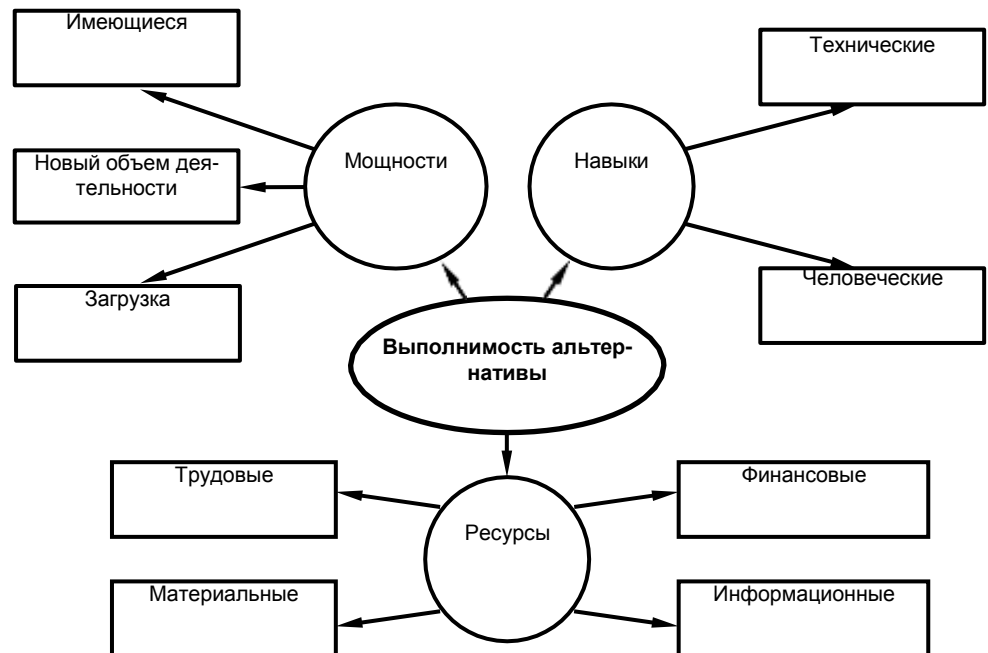 Имеющиеся
Технические
Мощности
Навыки
Новый объем дея-
тельности
Человеческие
Загрузка
Выполнимость альтер-
нативы
Трудовые
Финансовые
Ресурсы
Материальные
Информационные